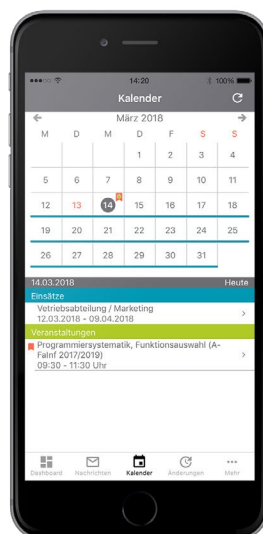 14:20
100%
Kalender
März 2018
M D M D F S S
1 2 3 4
5 6 7 8 9 10 11
12 13 14 15 16 17 18
19 20 21 22 23 24 25
26 27 28 29 30 31
14.03.2018 Heute
Einsätze
Vetriebsabteilung / Marketing
12.03.2018 - 09.04.2018
Veranstaltungen
Programmiersystematik, Funktionsauswahl (A-
FaInf 2017/2019)
09:30 - 11:30 Uhr
Dashboard Nachrichten Kalender Änderungen Mehr